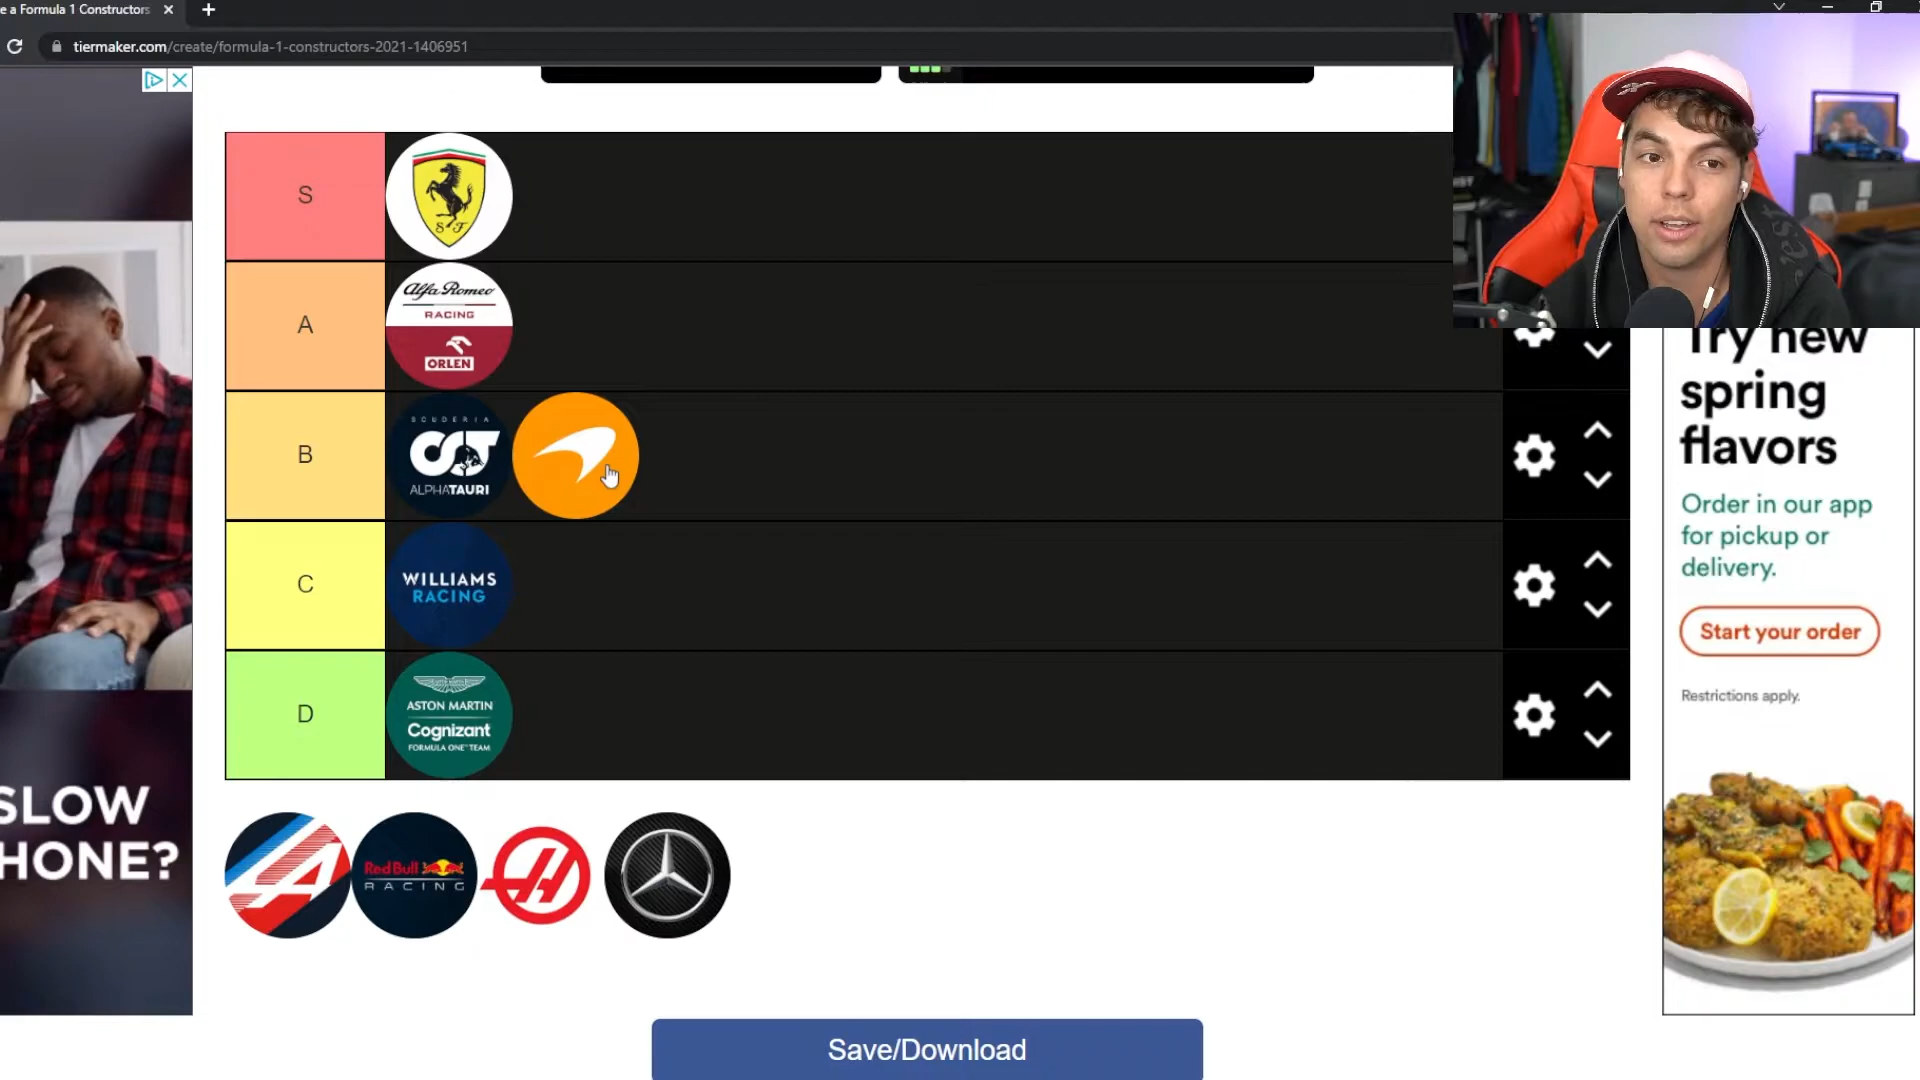 e a Formula 1 Constructors
tiermaker.com/create/formula-1-constructors-2021-1406951
S
S F
A
Alfa Romeo
RACING
ORLEN
B
SCUDERIA
ALPHATAURI
C
WILLIAMS
RACING
D
ASTON MARTIN
Cognizant
FORMULA ONE™ TEAM
Red Bull
RACING
Save/Download
SLOW
HONE?
Try new
spring
flavors
Order in our app
for pickup or
delivery.
Start your order
Restrictions apply.